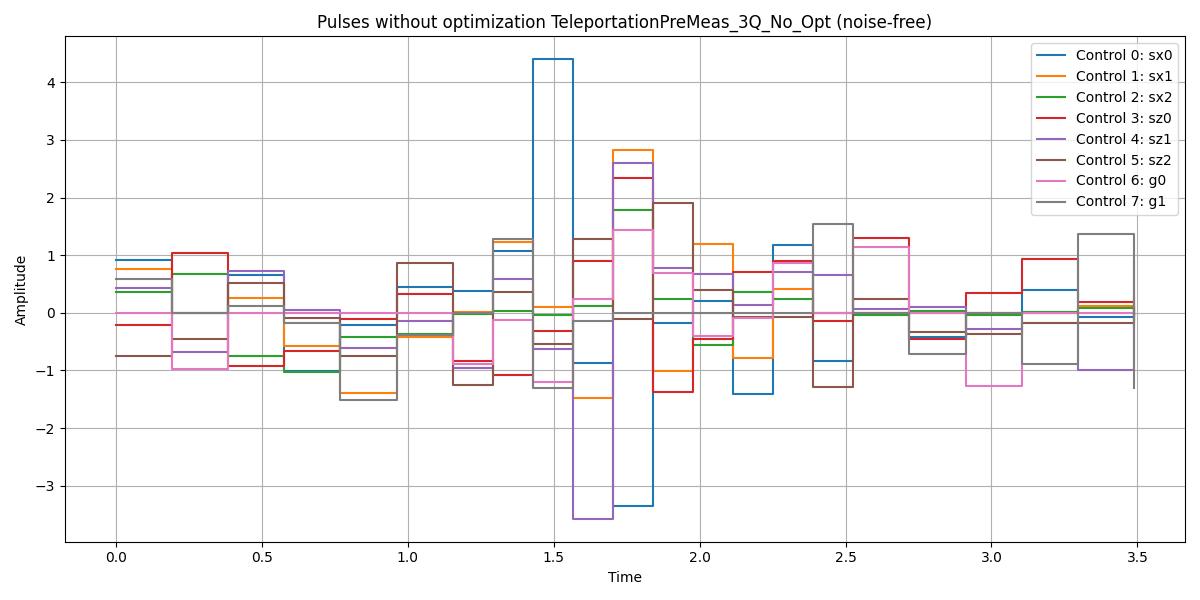 Pulses without optimization TeleportationPreMeas_3Q_No_Opt (noise-free)
Control 0: sx0
Control 1: sx1
Control 2: sx2
Control 3: sz0
Control 4: sz1
Control 5: sz2
Control 6: g0
Control 7: g1
Amplitude
4
3
2
1
0
−1
−2
−3
0.0 0.5 1.0 1.5 2.0 2.5 3.0 3.5
Time